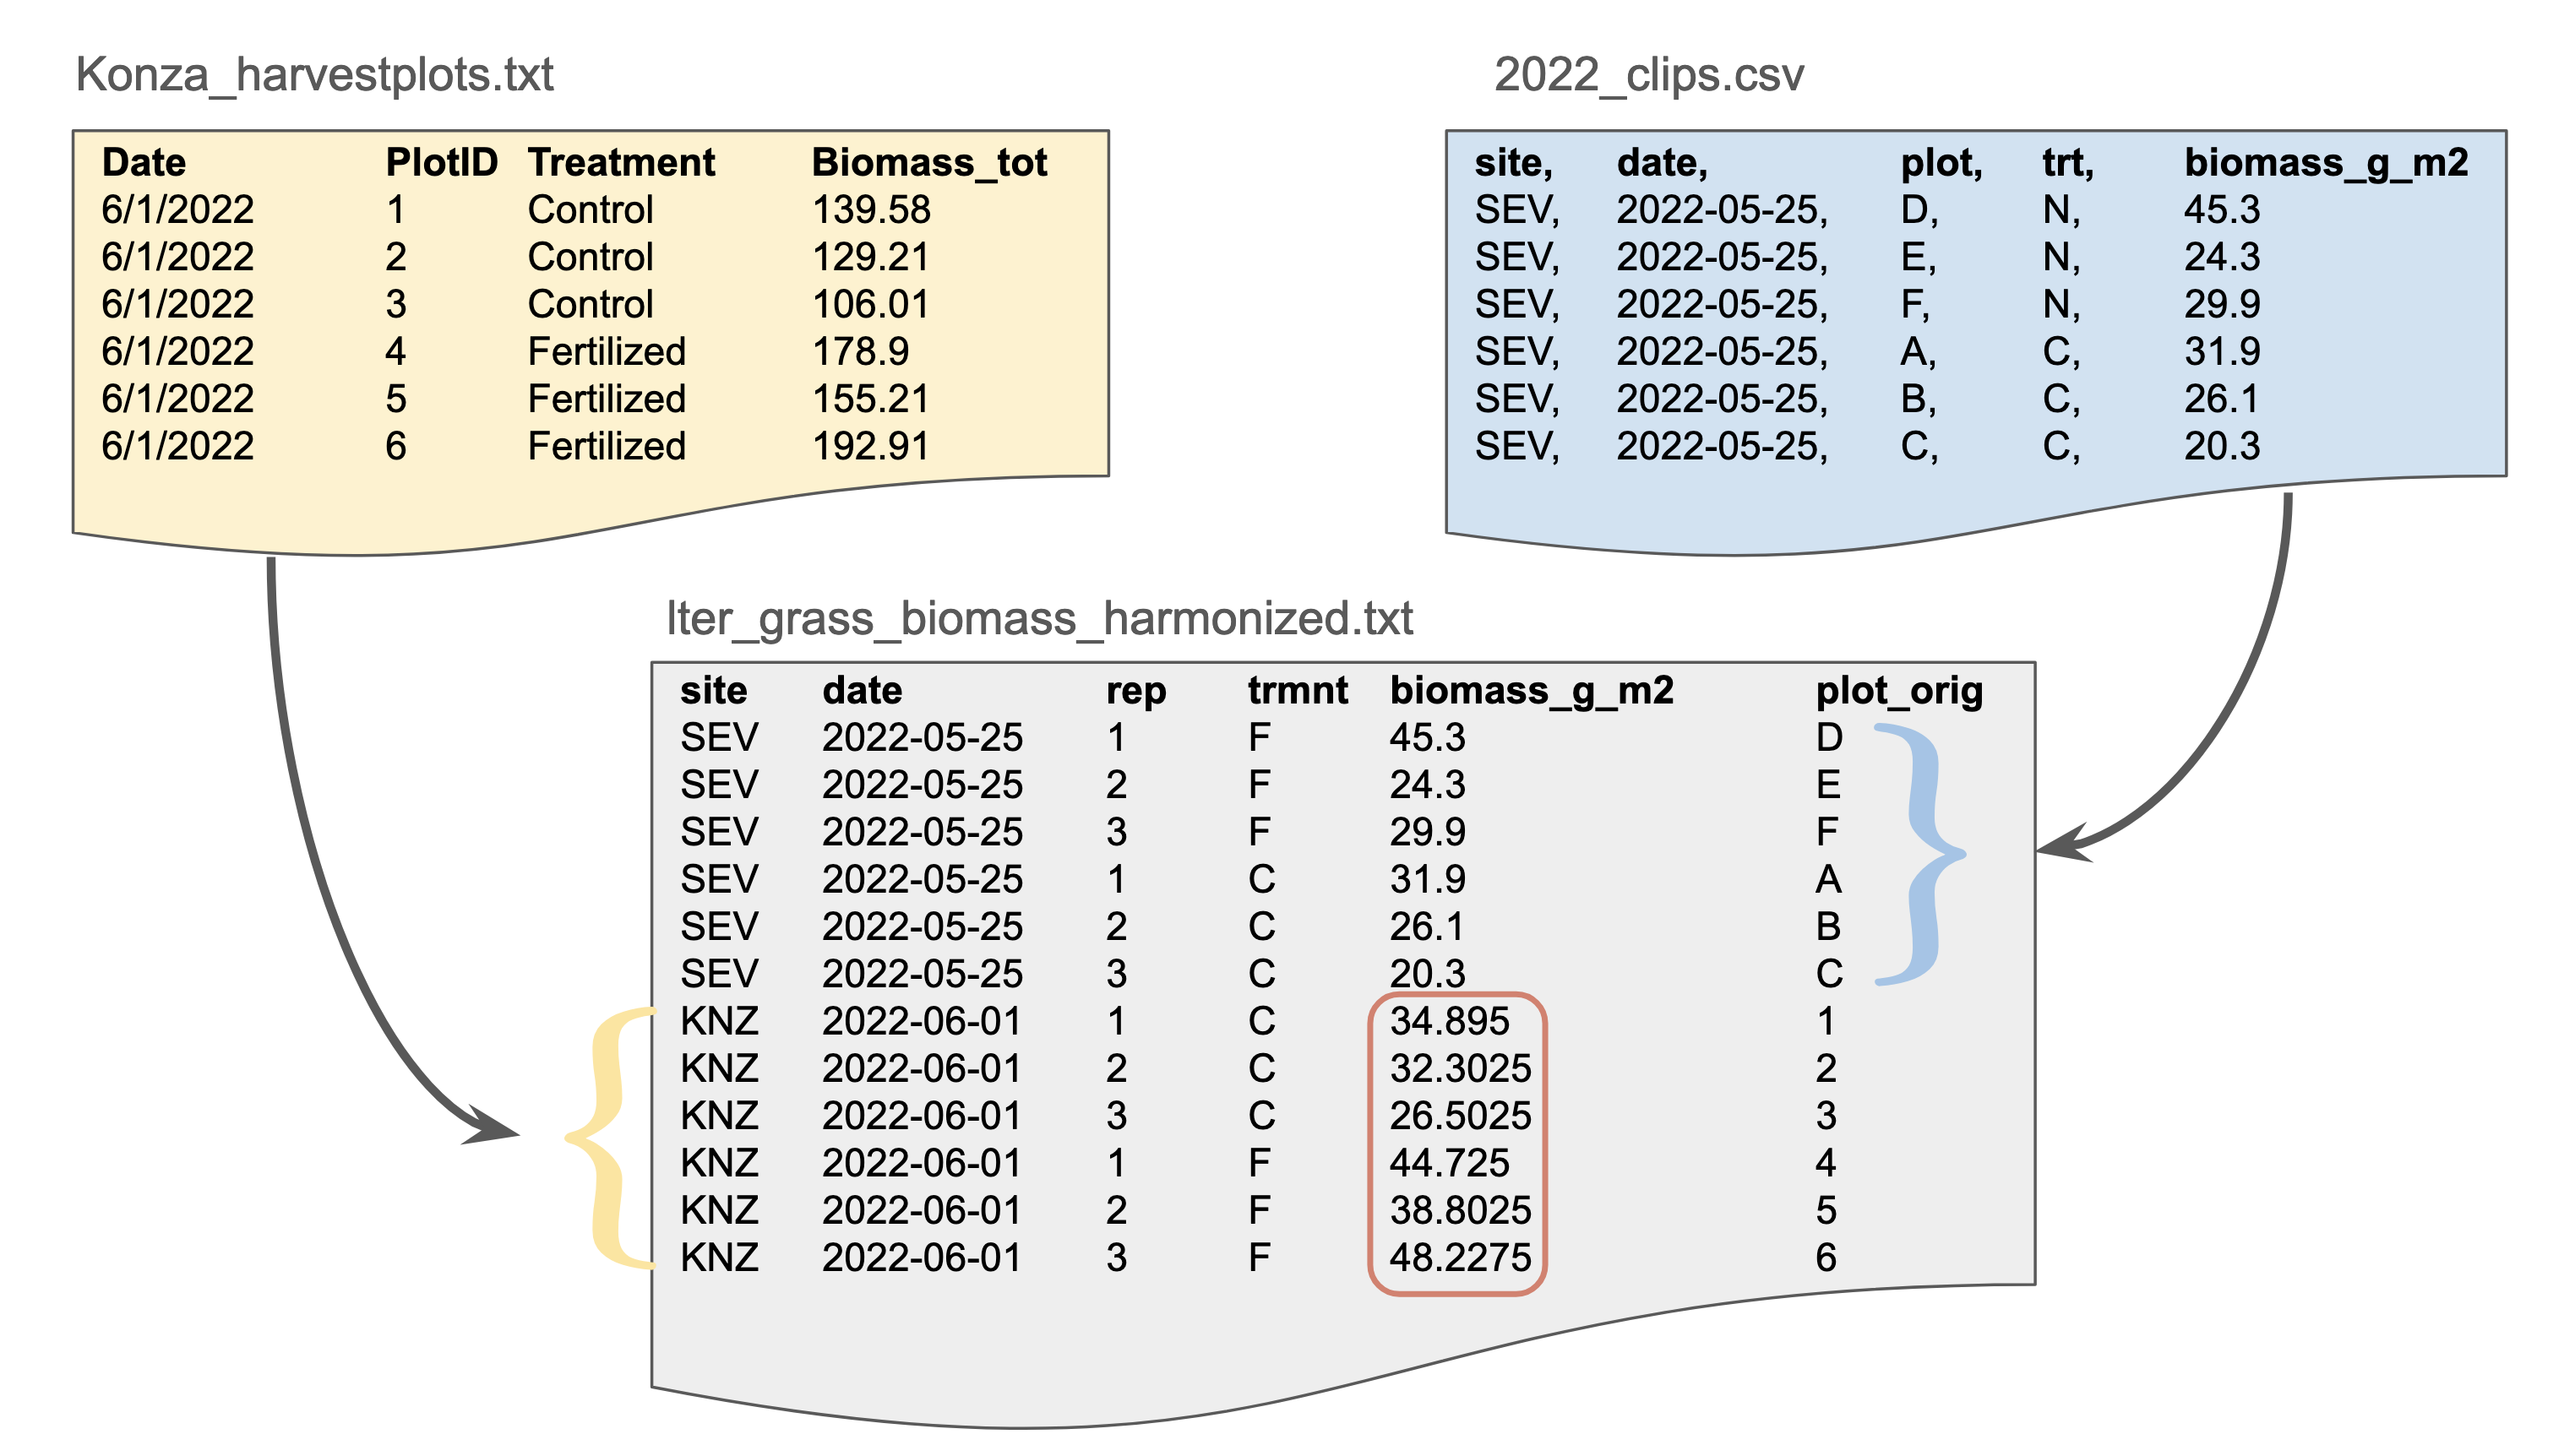 Konza_harvestplots.txt
Date PlotID Treatment Biomass_tot
6/1/2022 1 Control 139.58
6/1/2022 2 Control 129.21
6/1/2022 3 Control 106.01
6/1/2022 4 Fertilized 178.9
6/1/2022 5 Fertilized 155.21
6/1/2022 6 Fertilized 192.91
2022_clips.csv
site, date, plot, trt, biomass_g_m2
SEV, 2022-05-25, D, N, 45.3
SEV, 2022-05-25, E, N, 24.3
SEV, 2022-05-25, F, N, 29.9
SEV, 2022-05-25, A, C, 31.9
SEV, 2022-05-25, B, C, 26.1
SEV, 2022-05-25, C, C, 20.3
lter_grass_biomass_harmonized.txt
site date rep trmnt biomass_g_m2 plot_orig
SEV 2022-05-25 1 F 45.3 D
SEV 2022-05-25 2 F 24.3 E
SEV 2022-05-25 3 F 29.9 F
SEV 2022-05-25 1 C 31.9 A
SEV 2022-05-25 2 C 26.1 B
SEV 2022-05-25 3 C 20.3 C
KNZ 2022-06-01 1 C 34.895 1
KNZ 2022-06-01 2 C 32.3025 2
KNZ 2022-06-01 3 C 26.5025 3
KNZ 2022-06-01 1 F 44.725 4
KNZ 2022-06-01 2 F 38.8025 5
KNZ 2022-06-01 3 F 48.2275 6